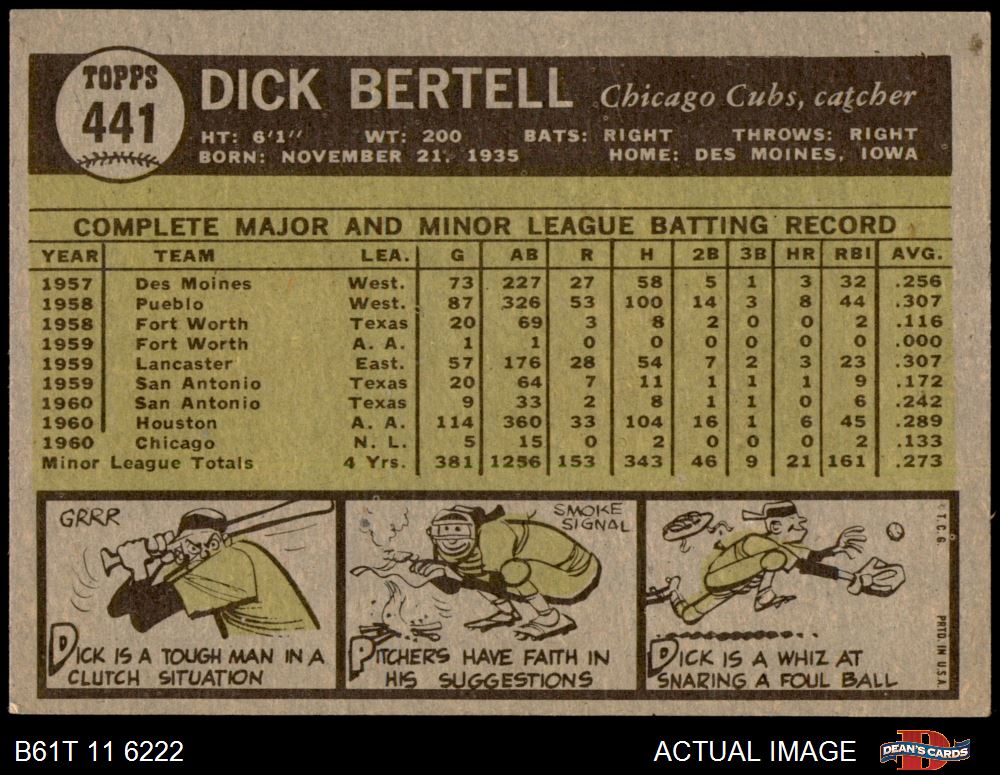 TOPPS
441
DICK BERTELL Chicago Cubs, catcher
HT: 6'1" WT: 200 BATS: RIGHT THROWS: RIGHT
BORN: NOVEMBER 21, 1935 HOME: DES MOINES, IOWA
COMPLETE MAJOR AND MINOR LEAGUE BATTING RECORD
YEAR TEAM LEA. G AB R H 2B 3B HR RBI AVG.
1957 Des Moines West. 73 227 27 58 5 1 3 32 .256
1958 Pueblo West. 87 326 53 100 14 3 8 44 .307
1958 Fort Worth Texas 20 69 3 8 2 0 0 2 .116
1959 Fort Worth A. A. 1 1 0 0 0 0 0 0 .000
1959 Lancaster East. 57 176 28 54 7 2 3 23 .307
1959 San Antonio Texas 20 64 7 11 1 1 1 9 .172
1960 San Antonio Texas 9 33 2 8 1 1 0 6 .242
1960 Houston A. A. 114 360 33 104 16 1 6 45 .289
1960 Chicago N. L. 5 15 0 2 0 0 0 2 .133
Minor League Totals 4 Yrs. 381 1256 153 343 46 9 21 161 .273
GRRR
DICK IS A TOUGH MAN IN A
CLUTCH SITUATION
SMOKE
SIGNAL
PITCHERS HAVE FAITH IN
HIS SUGGESTIONS
DICK IS A WHIZ AT
SNARING A FOUL BALL
© T.C.G.
PRTD. IN U.S.A.
B61T 11 6222
ACTUAL IMAGE
D
DEAN'S CARDS